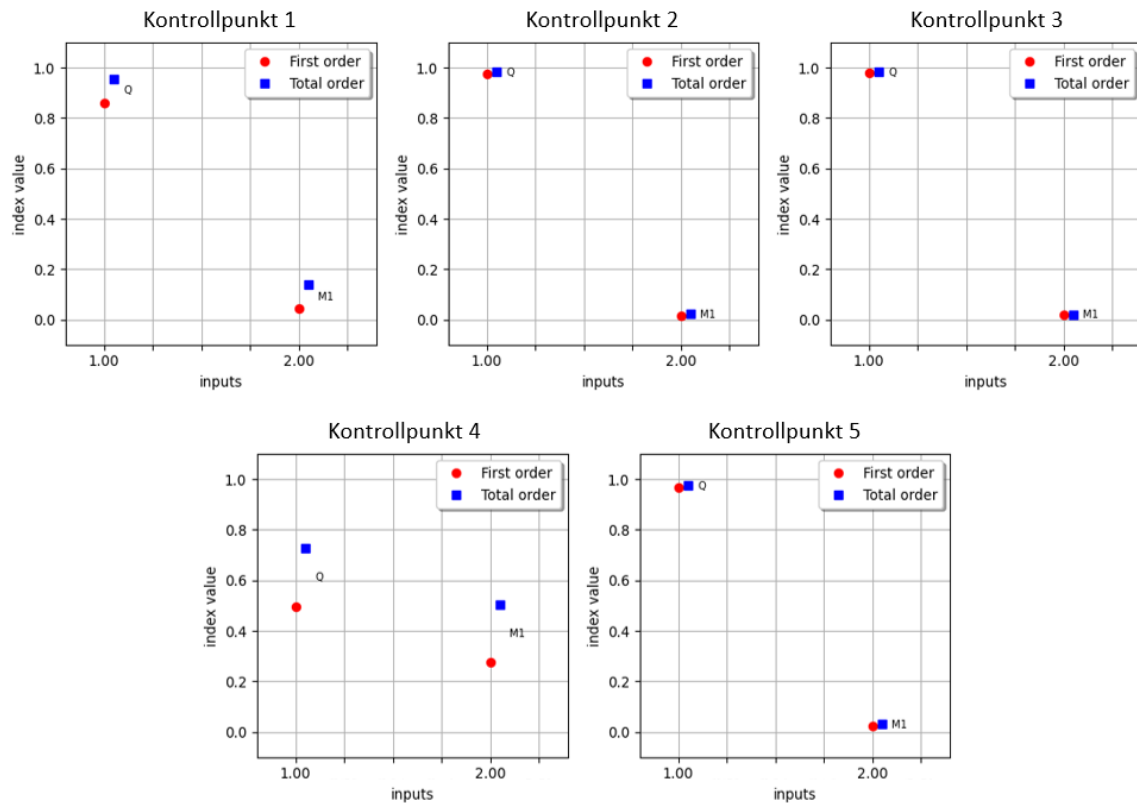 Kontrollpunkt 1
First order
Total order
Q
M1
index value
1.0
0.8
0.6
0.4
0.2
0.0
1.00
2.00
inputs
Kontrollpunkt 2
First order
Total order
Q
M1
index value
1.0
0.8
0.6
0.4
0.2
0.0
1.00
2.00
inputs
Kontrollpunkt 3
First order
Total order
Q
M1
index value
1.0
0.8
0.6
0.4
0.2
0.0
1.00
2.00
inputs
Kontrollpunkt 4
First order
Total order
Q
M1
index value
1.0
0.8
0.6
0.4
0.2
0.0
1.00
2.00
inputs
Kontrollpunkt 5
First order
Total order
Q
M1
index value
1.0
0.8
0.6
0.4
0.2
0.0
1.00
2.00
inputs